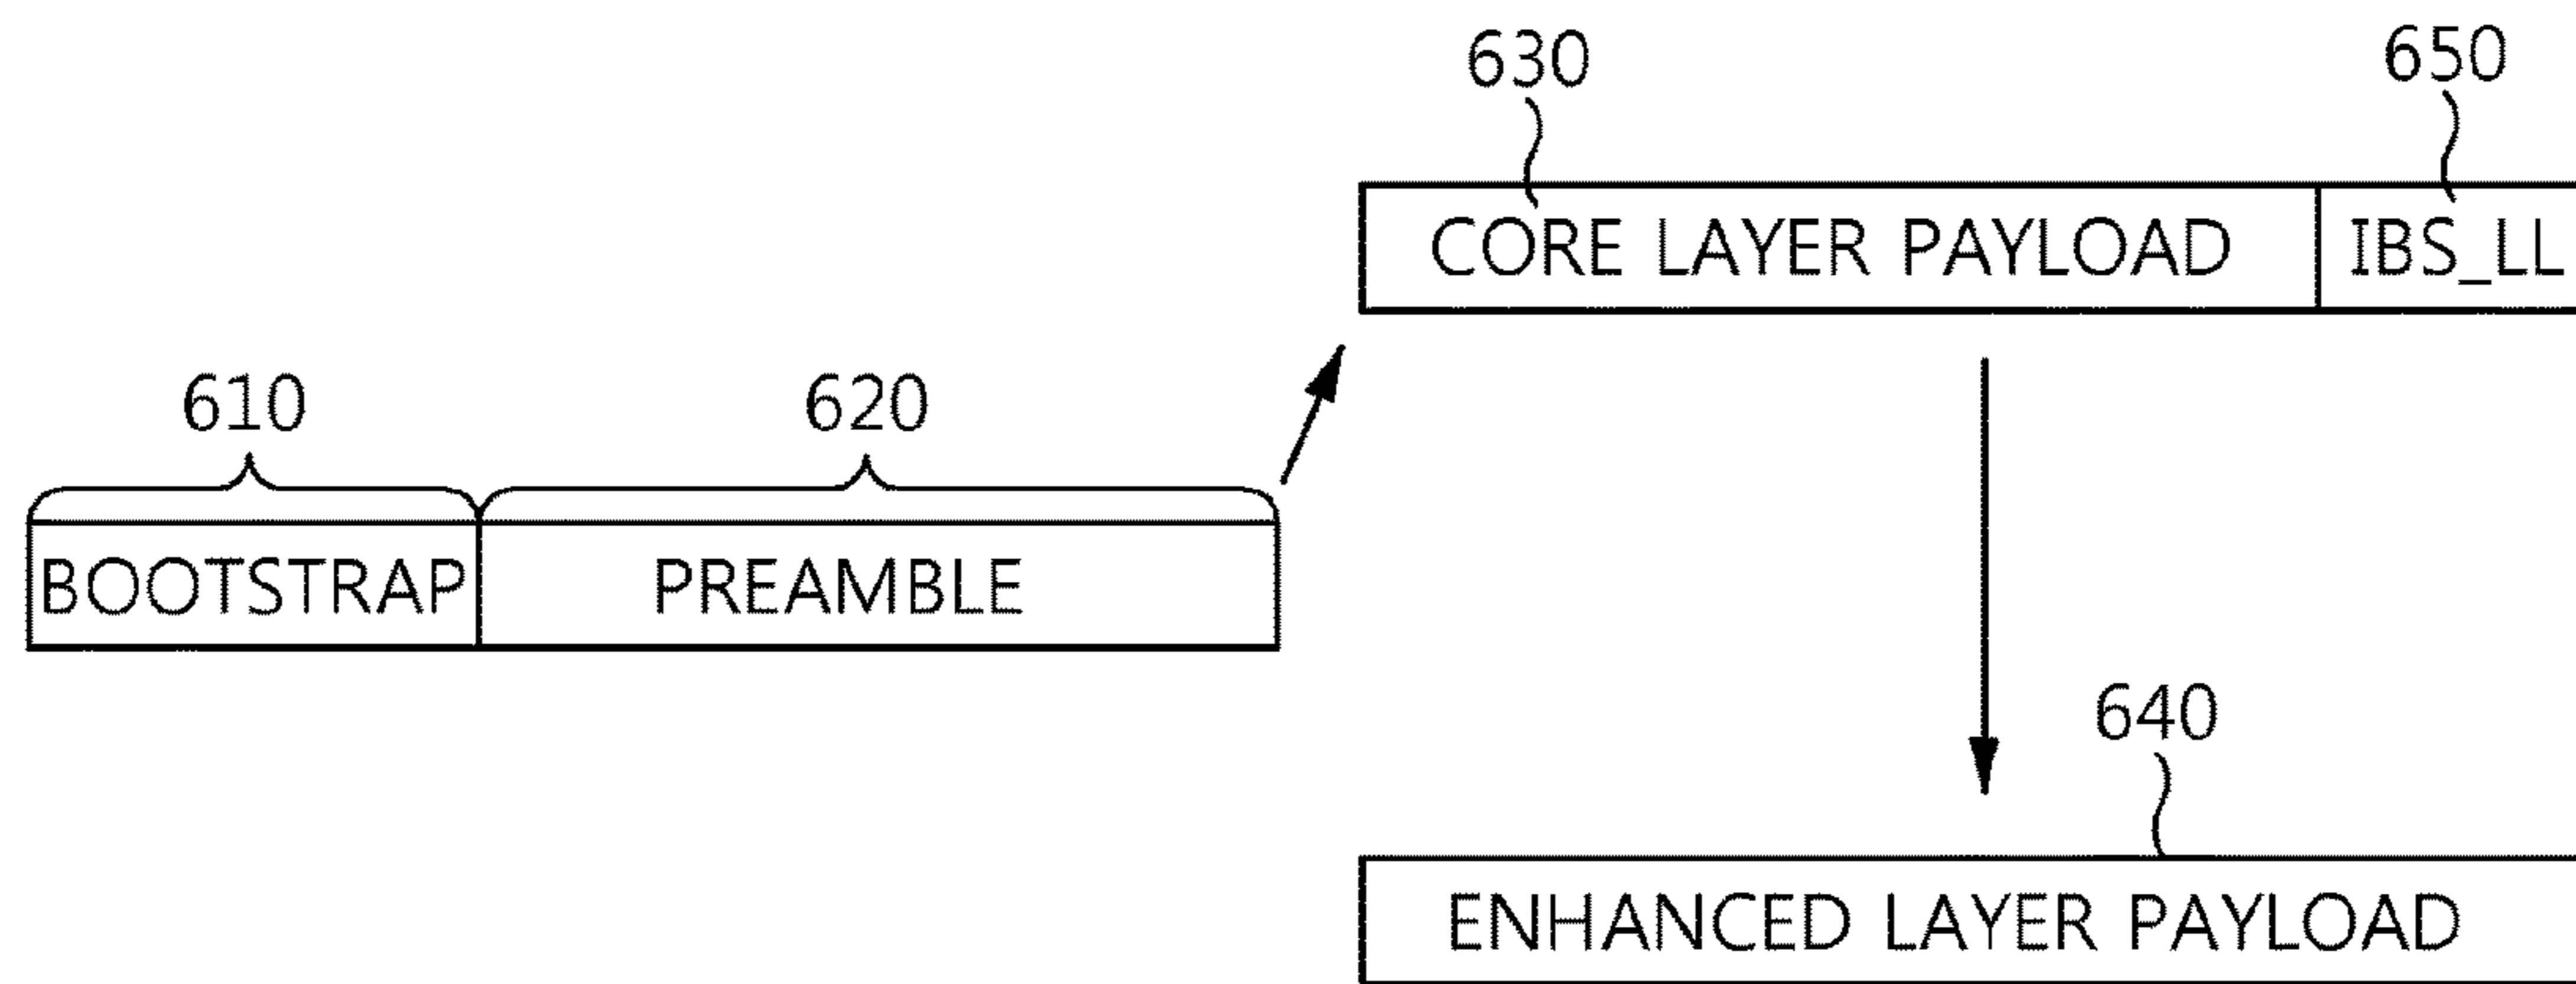 630
650
CORE LAYER PAYLOAD
IBS_LL
610
620
BOOTSTRAP
PREAMBLE
640
ENHANCED LAYER PAYLOAD